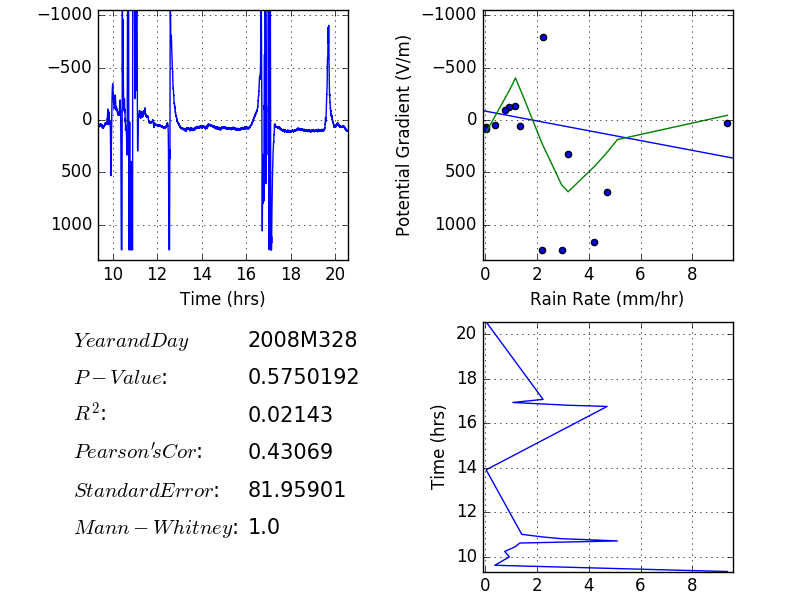 −1000
−500
0
500
1000
10 12 14 16 18 20
Time (hrs)
Potential Gradient (V/m)
−1000
−500
0
500
1000
0 2 4 6 8
Rain Rate (mm/hr)
YearandDay 2008M328
P−Value: 0.5750192
R²: 0.02143
Pearson'sCor: 0.43069
StandardError: 81.95901
Mann−Whitney: 1.0
Time (hrs)
20
18
16
14
12
10
0 2 4 6 8